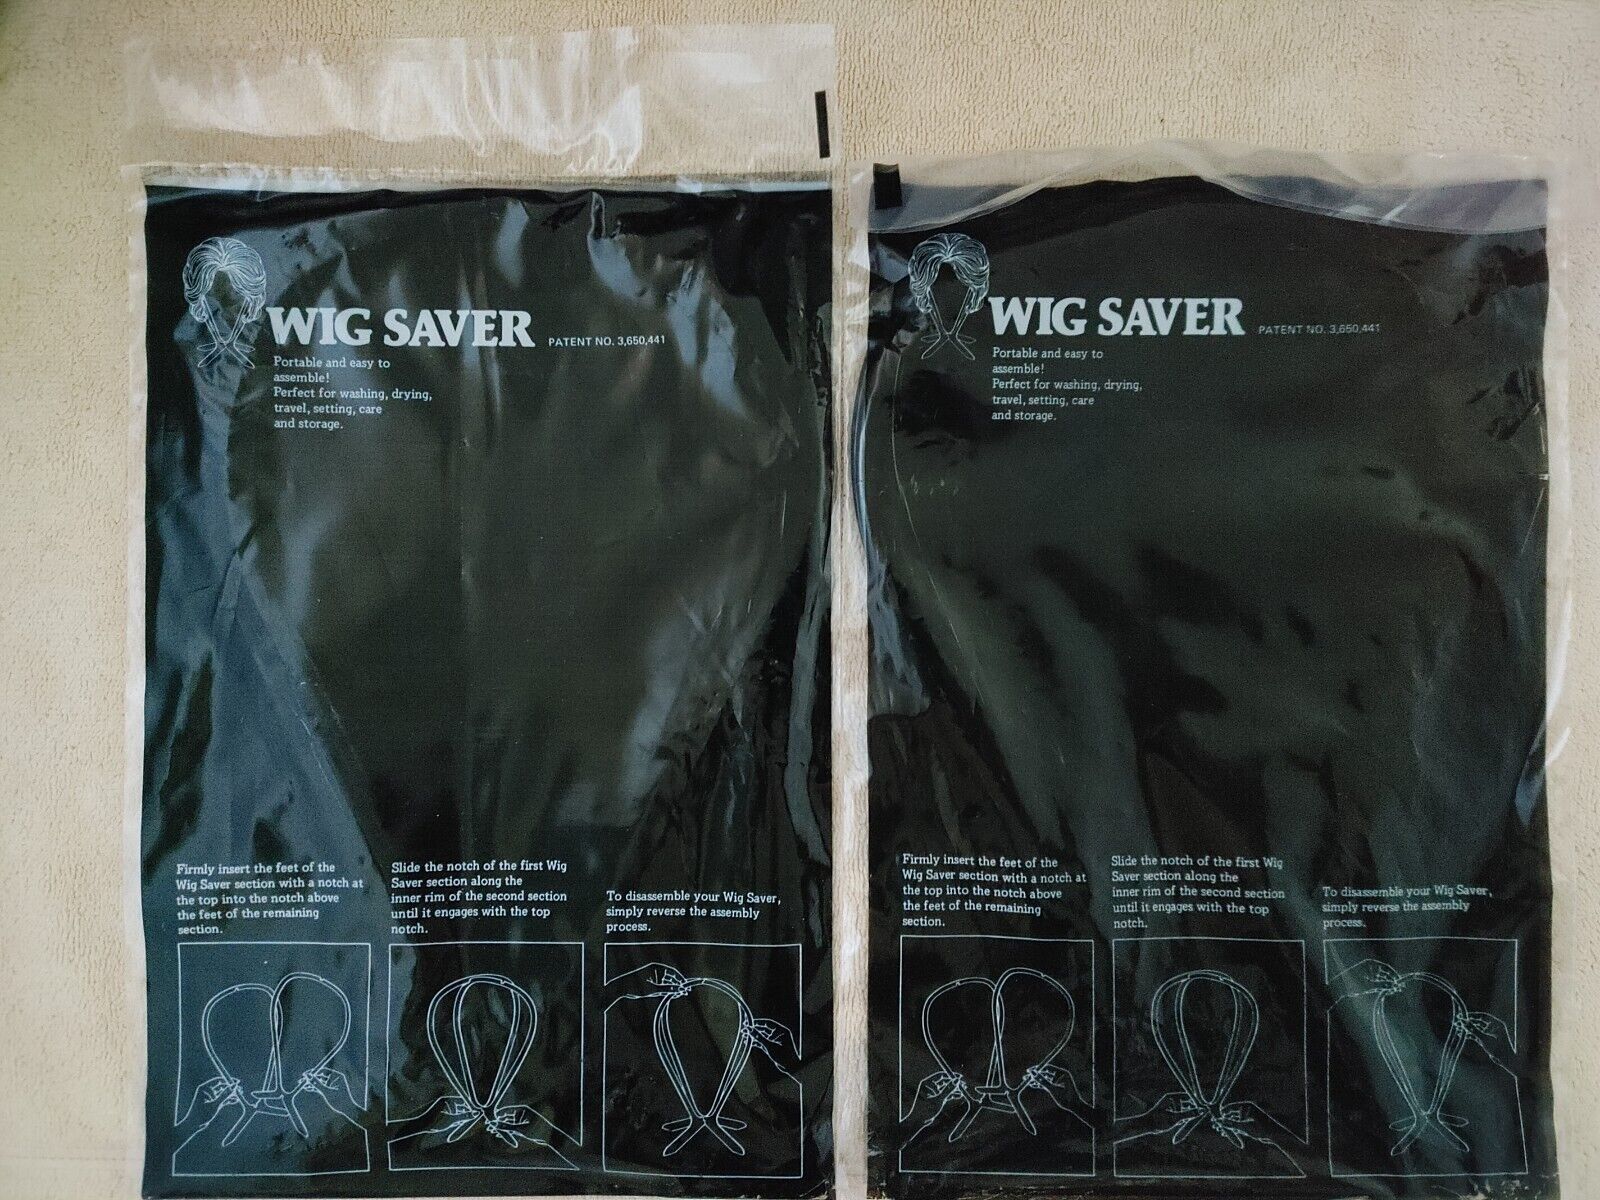 WIG SAVER PATENT NO. 3,650,441
Portable and easy to
assemble!
Perfect for washing, drying,
travel, setting, care
and storage.
Firmly insert the feet of the
Wig Saver section with a notch at
the top into the notch above
the feet of the remaining
section.
Slide the notch of the first Wig
Saver section along the
inner rim of the second section
until it engages with the top
notch.
To disassemble your Wig Saver,
simply reverse the assembly
process.
WIG SAVER PATENT NO. 3,650,441
Portable and easy to
assemble!
Perfect for washing, drying,
travel, setting, care
and storage.
Firmly insert the feet of the
Wig Saver section with a notch at
the top into the notch above
the feet of the remaining
section.
Slide the notch of the first Wig
Saver section along the
inner rim of the second section
until it engages with the top
notch.
To disassemble your Wig Saver,
simply reverse the assembly
process.